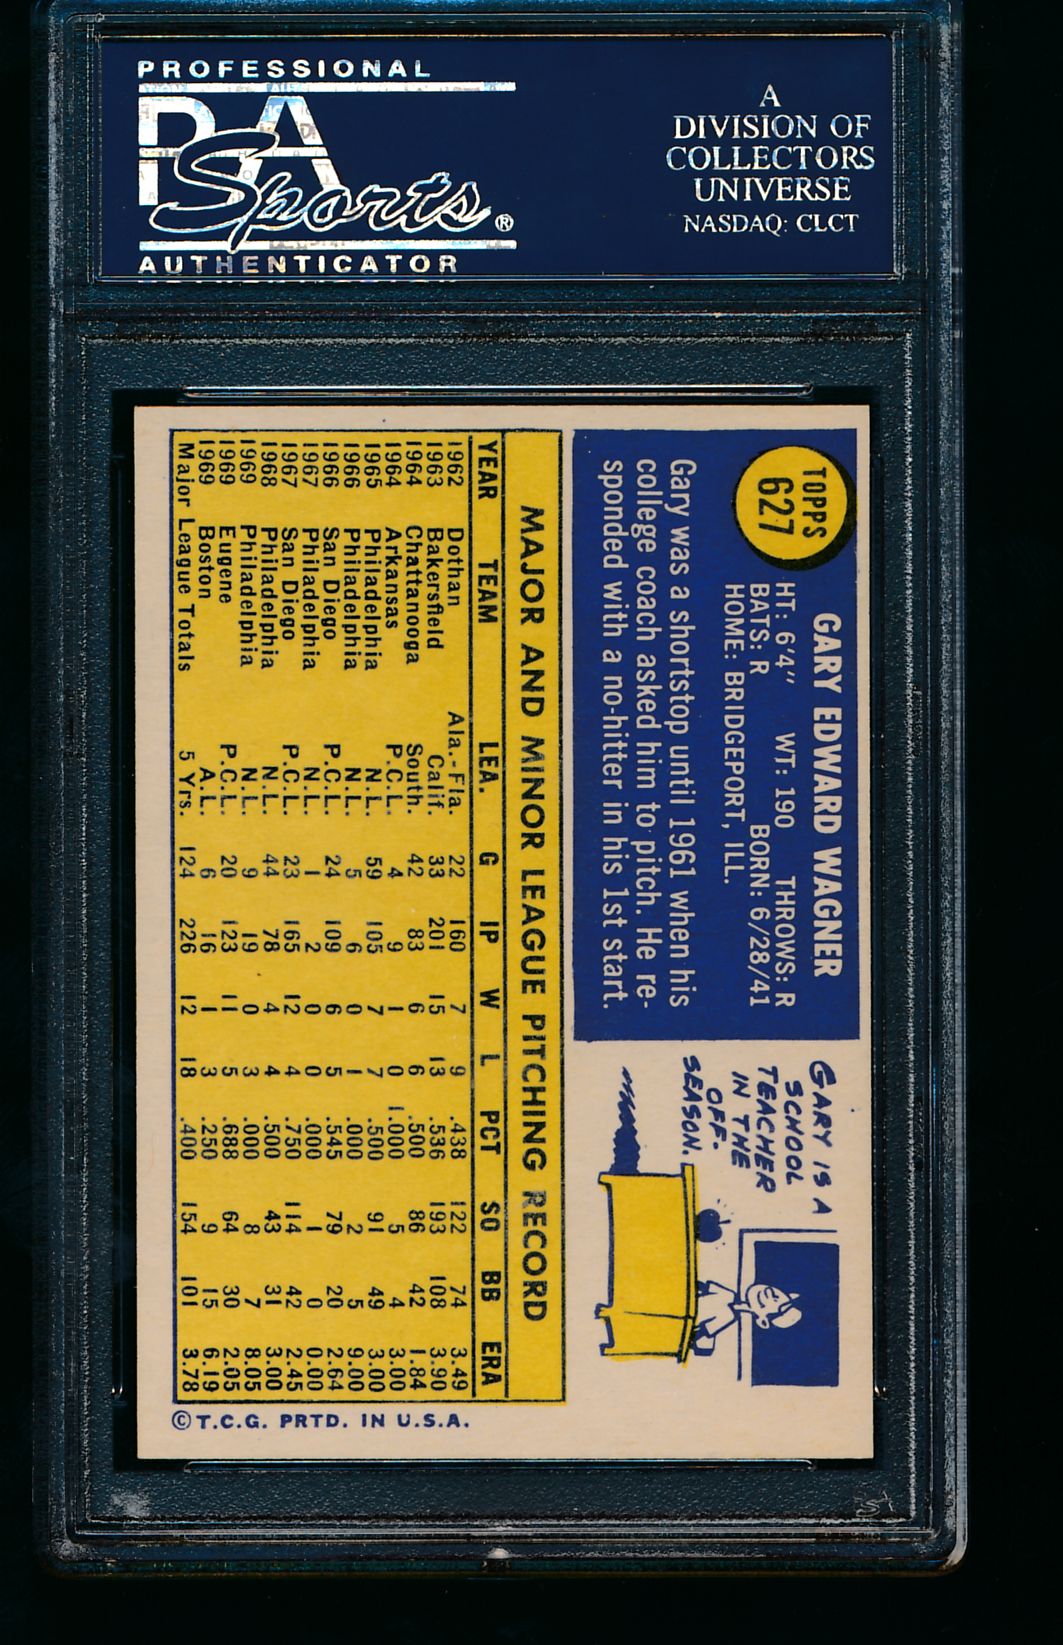 PROFESSIONAL
PSA
Sports®
AUTHENTICATOR
A
DIVISION OF
COLLECTORS
UNIVERSE
NASDAQ: CLCT
TOPPS
627
GARY EDWARD WAGNER
HT: 6'4" WT: 190 THROWS: R
BATS: R BORN: 6/28/41
HOME: BRIDGEPORT, ILL.
Gary was a shortstop until 1961 when his
college coach asked him to pitch. He re-
sponded with a no-hitter in his 1st start.
GARY IS A
SCHOOL
TEACHER
IN THE
OFF-
SEASON.
MAJOR AND MINOR LEAGUE PITCHING RECORD
YEAR TEAM LEA. G IP W L PCT SO BB ERA
1962 Dothan Ala.-Fla. 22 160 7 9 .438 122 74 3.49
1963 Bakersfield Calif. 33 201 15 13 .536 193 108 3.90
1964 Chattanooga South. 42 83 6 6 .500 86 42 1.84
1964 Arkansas P.C.L. 4 9 1 0 1.000 5 4 3.00
1965 Philadelphia N.L. 59 105 7 7 .500 91 49 3.00
1966 Philadelphia N.L. 5 6 0 1 .000 2 5 9.00
1966 San Diego P.C.L. 24 109 6 5 .545 79 20 2.64
1967 Philadelphia N.L. 1 2 0 0 .000 1 0 0.00
1967 San Diego P.C.L. 23 165 12 4 .750 114 42 2.45
1968 Philadelphia N.L. 44 78 4 4 .500 43 31 3.00
1969 Philadelphia N.L. 9 19 0 3 .000 8 7 8.05
1969 Eugene P.C.L. 20 123 11 5 .688 64 30 2.05
1969 Boston A.L. 6 16 1 3 .250 9 15 6.19
Major League Totals 5 Yrs. 124 226 12 18 .400 154 101 3.78
©T.C.G. PRTD. IN U.S.A.